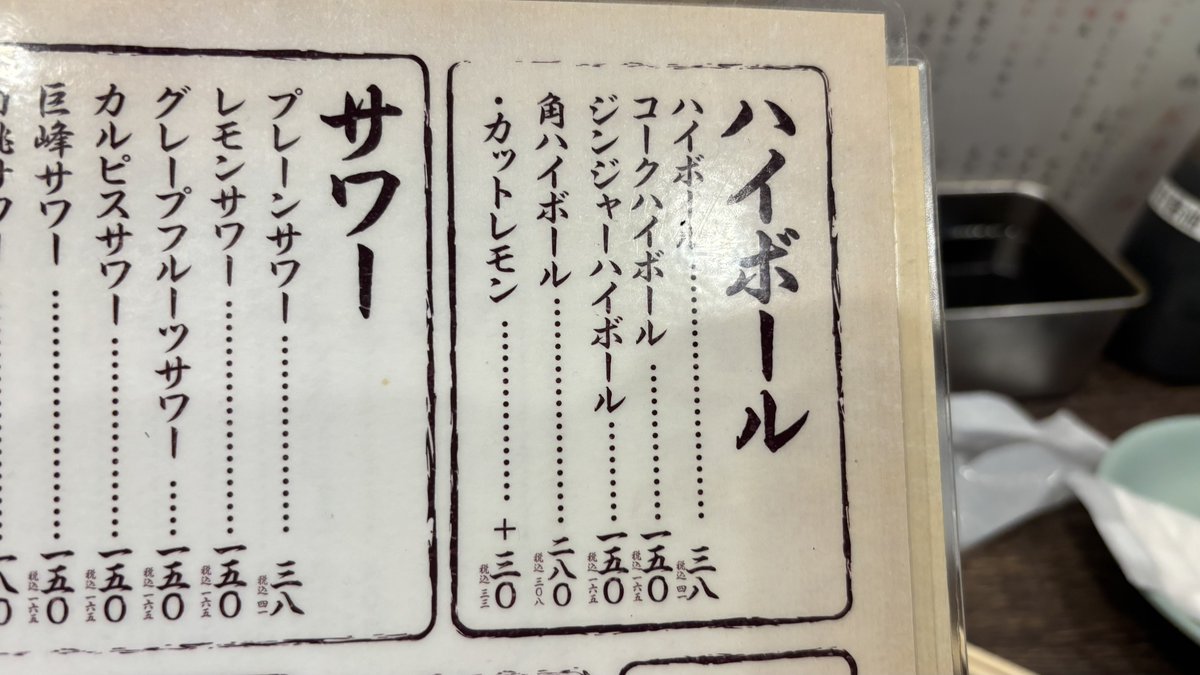 ハイボール
ハイボール……………三八
税込 四一
コークハイボール…………一五〇
税込 一六五
ジンジャーハイボール………一五〇
税込 一六五
角ハイボール……………二八〇
税込 三〇八
・カットレモン…………＋三〇
税込 三三
サワー
プレーンサワー…………三八
税込 四一
レモンサワー……………一五〇
税込 一六五
グレープフルーツサワー……一五〇
税込 一六五
カルピスサワー…………一五〇
税込 一六五
巨峰サワー……………一五〇
税込 一六五